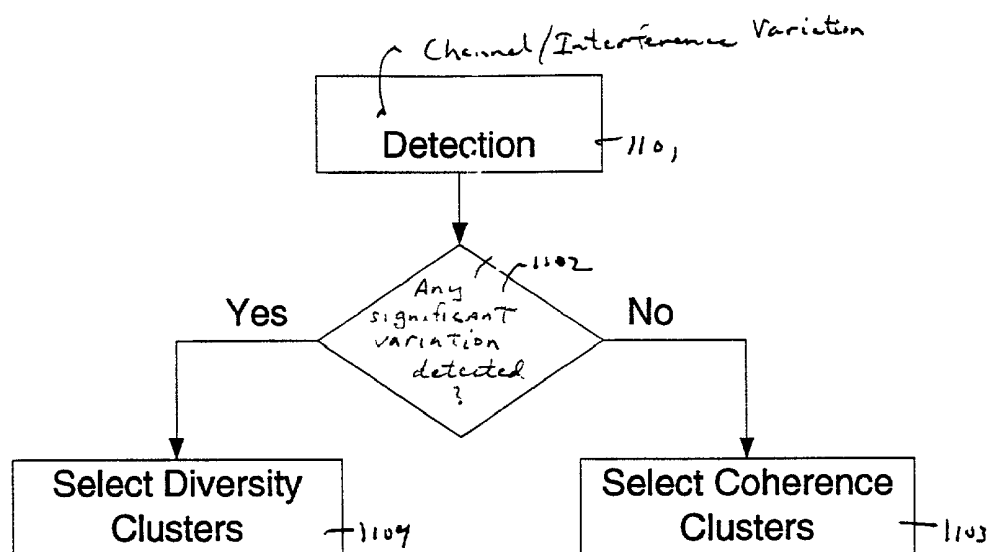 Channel/Interference Variation
Detection
1101
1102
Any
significant
variation
detected
?
Yes
No
Select Diversity
Clusters
1104
Select Coherence
Clusters
1103